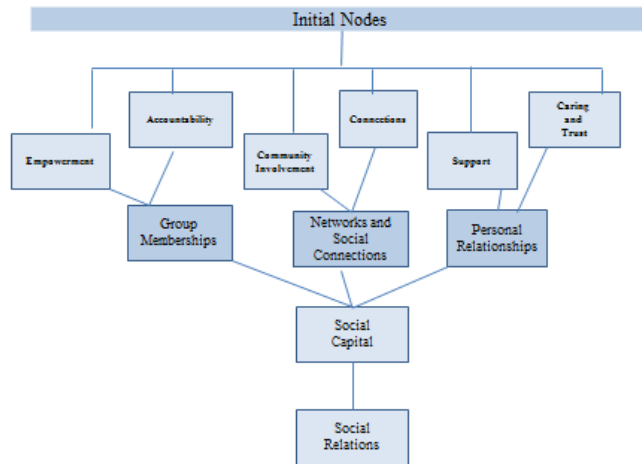 Initial Nodes
Accountability
Connections
Caring
and
Trust
Empowerment
Community
Involvement
Support
Group
Memberships
Networks and
Social
Connections
Personal
Relationships
Social
Capital
Social
Relations